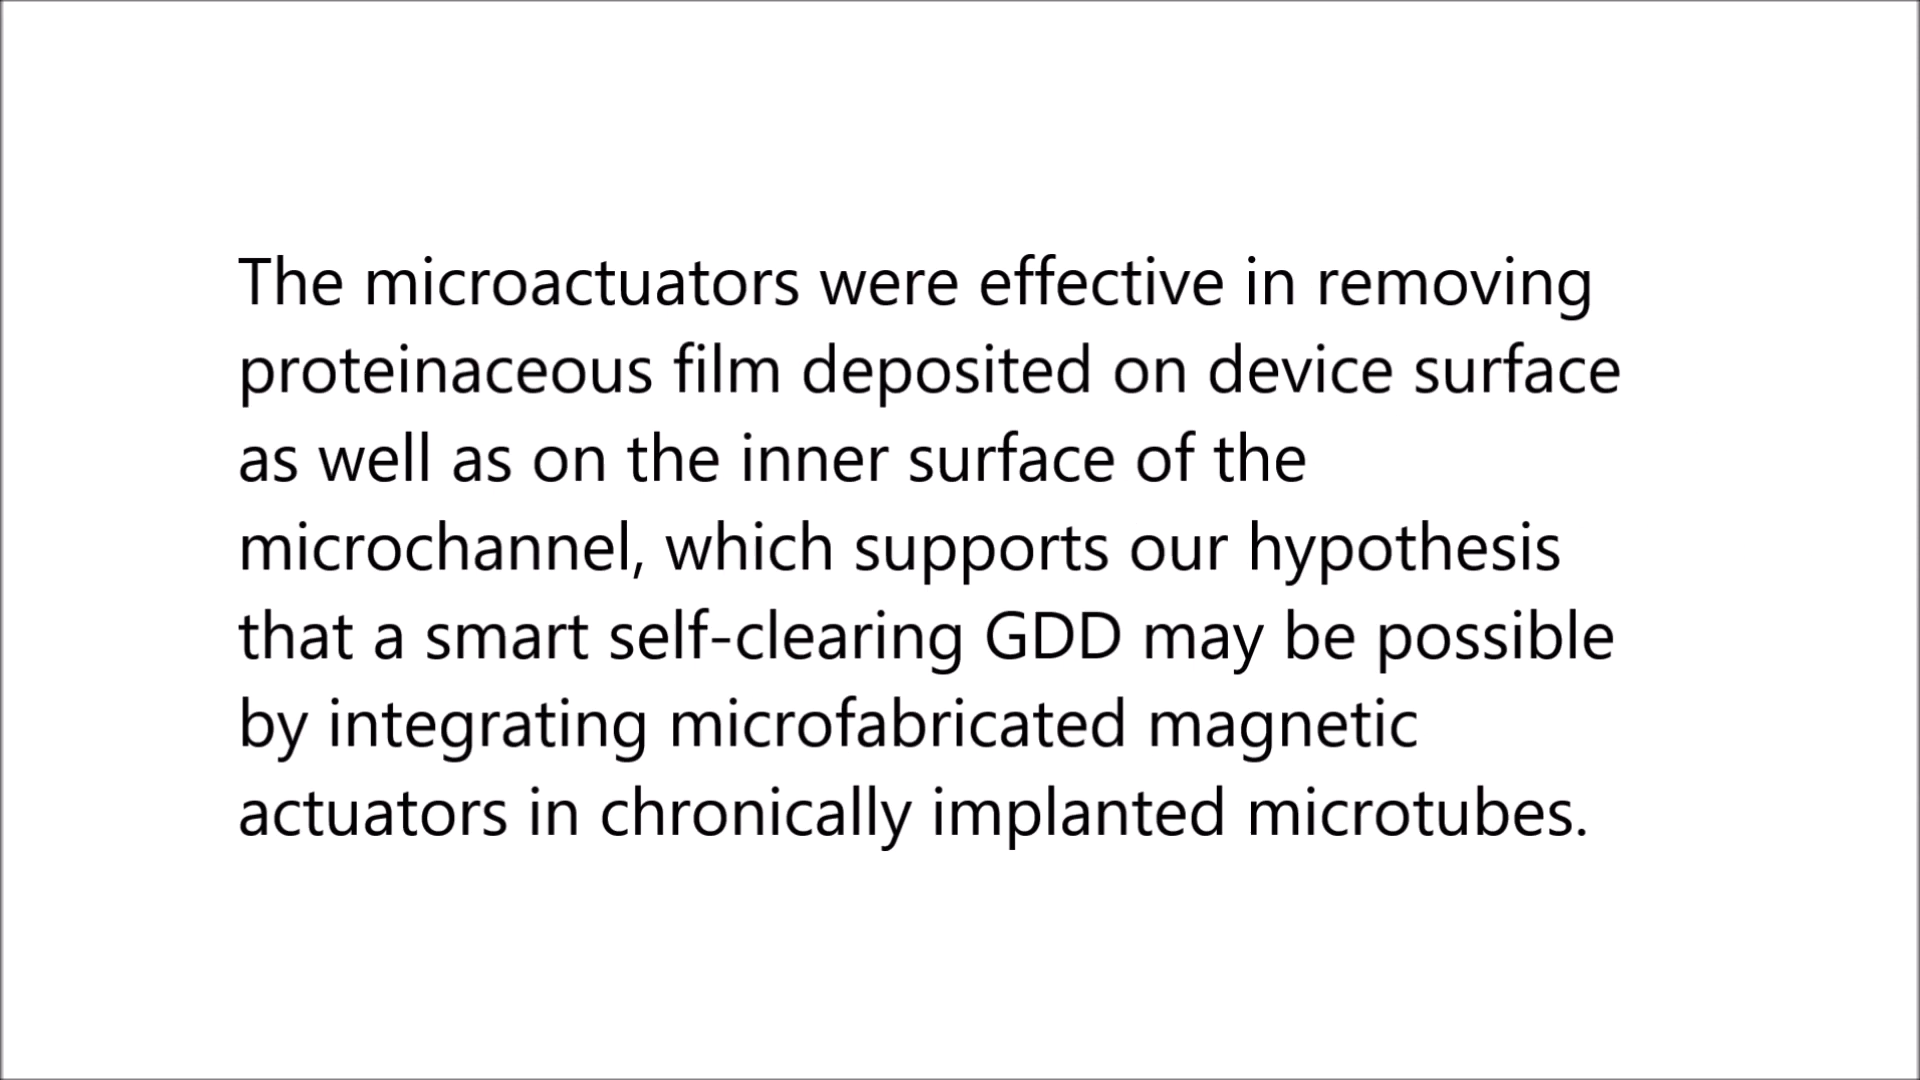 The microactuators were effective in removing
proteinaceous film deposited on device surface
as well as on the inner surface of the
microchannel, which supports our hypothesis
that a smart self-clearing GDD may be possible
by integrating microfabricated magnetic
actuators in chronically implanted microtubes.